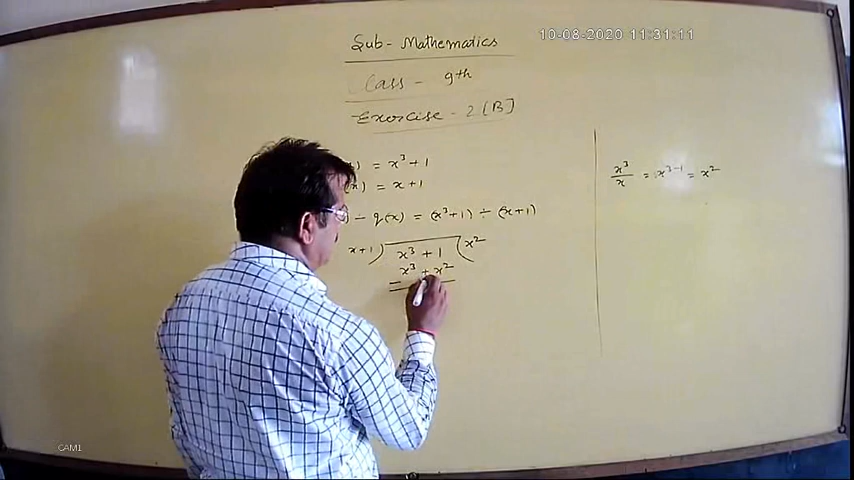 10-08-2020 11:31:11
Sub - Mathematics
Class - 9th
Exercise - 2 [B]
x) = x³ + 1
(x) = x + 1
) ÷ g(x) = (x³+1) ÷ (x+1)
x+1 ) x³ + 1 ( x²
x³ + x²
x³/x = x³⁻¹ = x²
CAM1